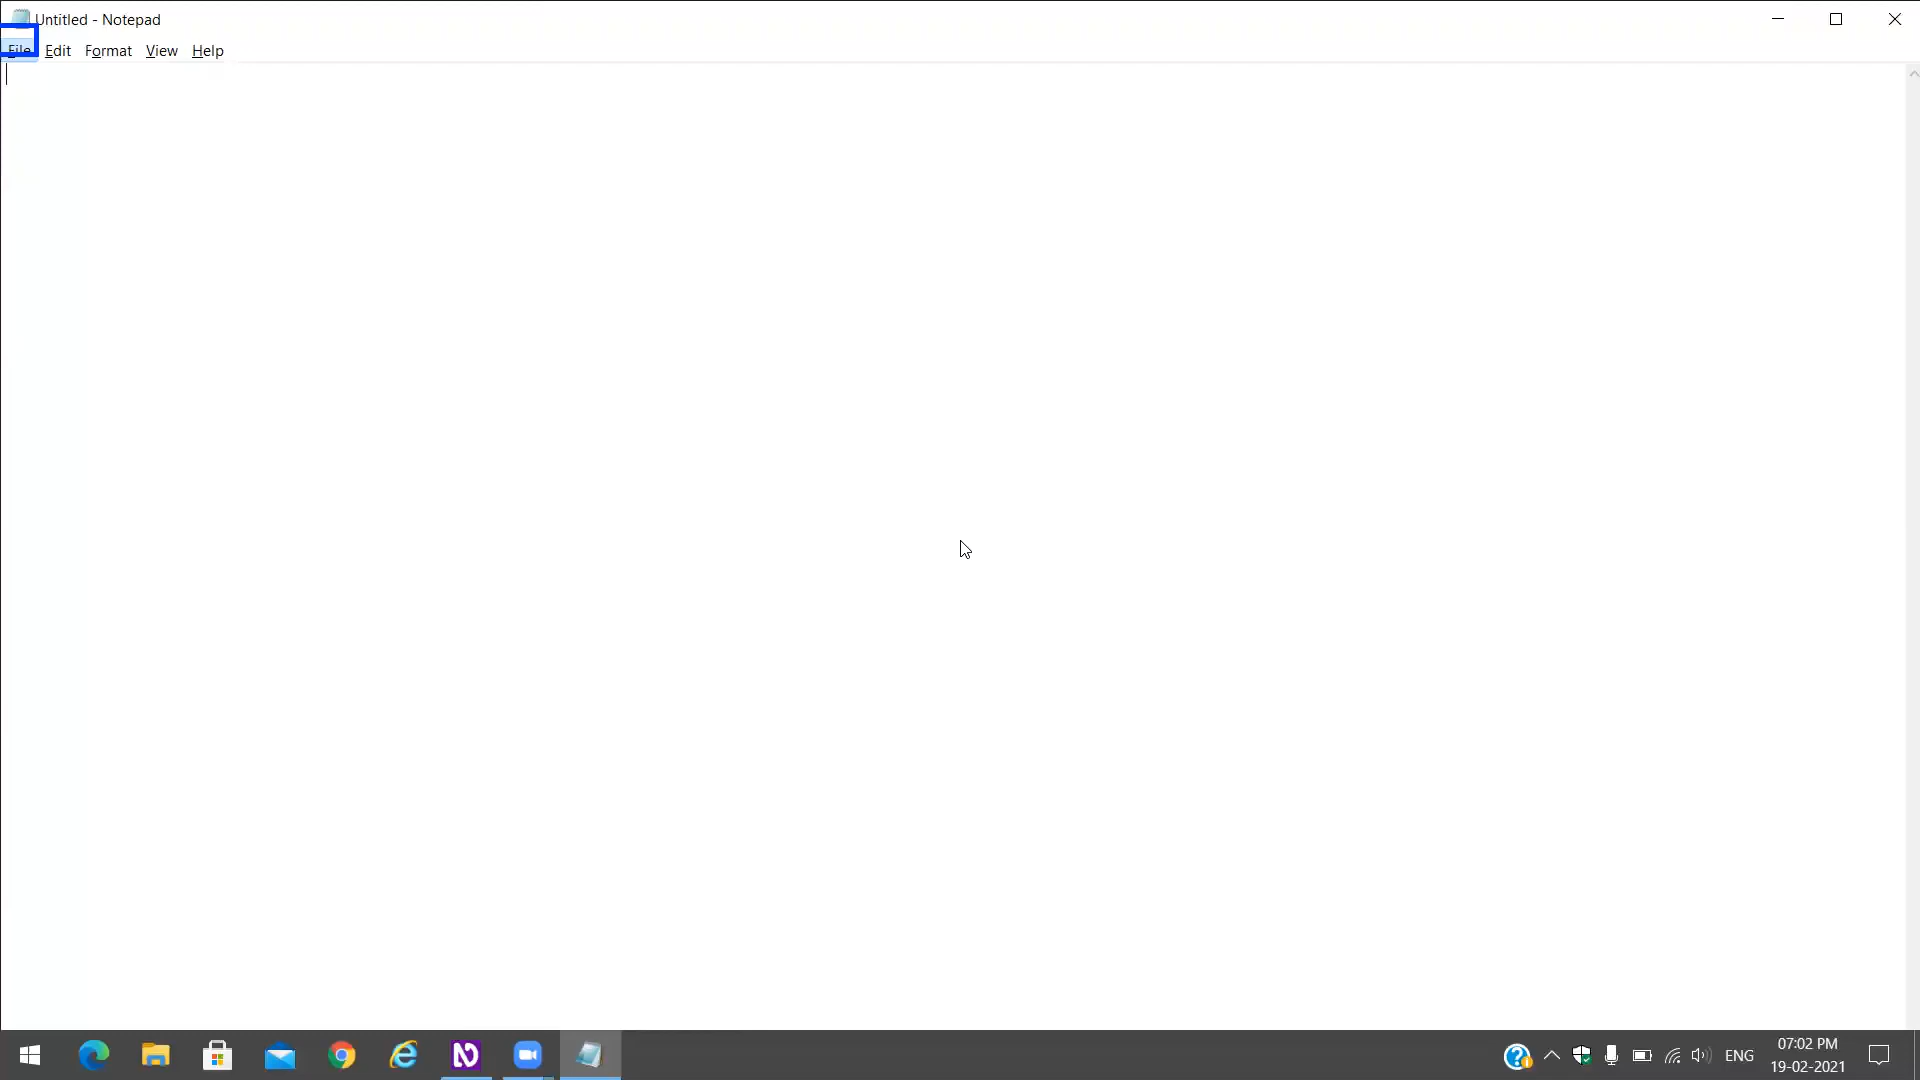 Untitled - Notepad
File Edit Format View Help
ENG
07:02 PM
19-02-2021